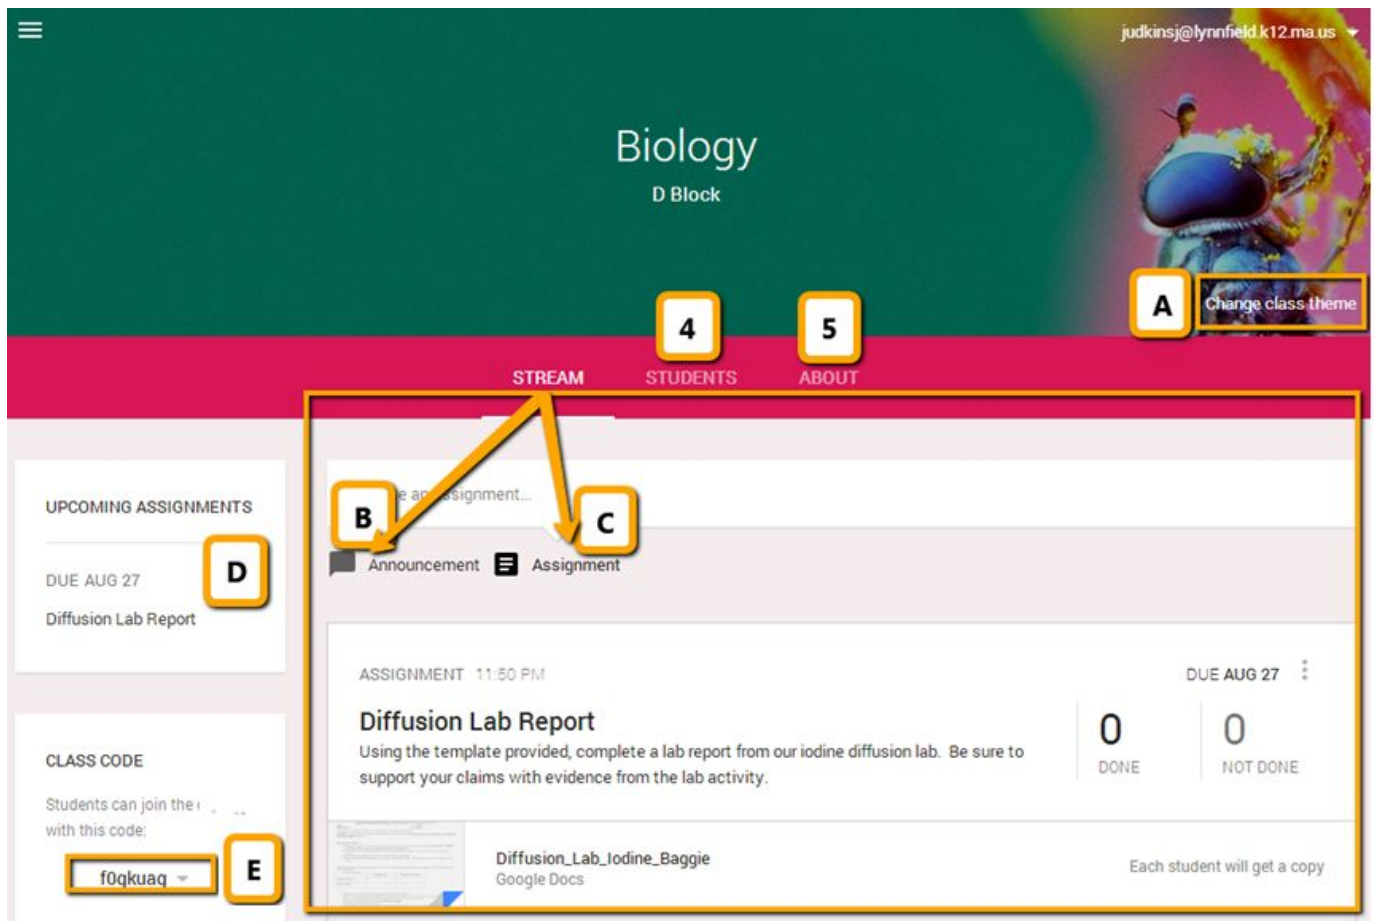 judkinsj@lynnfield.k12.ma.us
Biology
D Block
A
Change class theme
4
5
STREAM
STUDENTS
ABOUT
UPCOMING ASSIGNMENTS
D
DUE AUG 27
Diffusion Lab Report
assignment...
B
C
Announcement
Assignment
ASSIGNMENT 11:50 PM
DUE AUG 27
Diffusion Lab Report
Using the template provided, complete a lab report from our iodine diffusion lab. Be sure to
support your claims with evidence from the lab activity.
0
DONE
0
NOT DONE
CLASS CODE
Students can join the
with this code:
f0qkuaq
E
Diffusion_Lab_Iodine_Baggie
Google Docs
Each student will get a copy